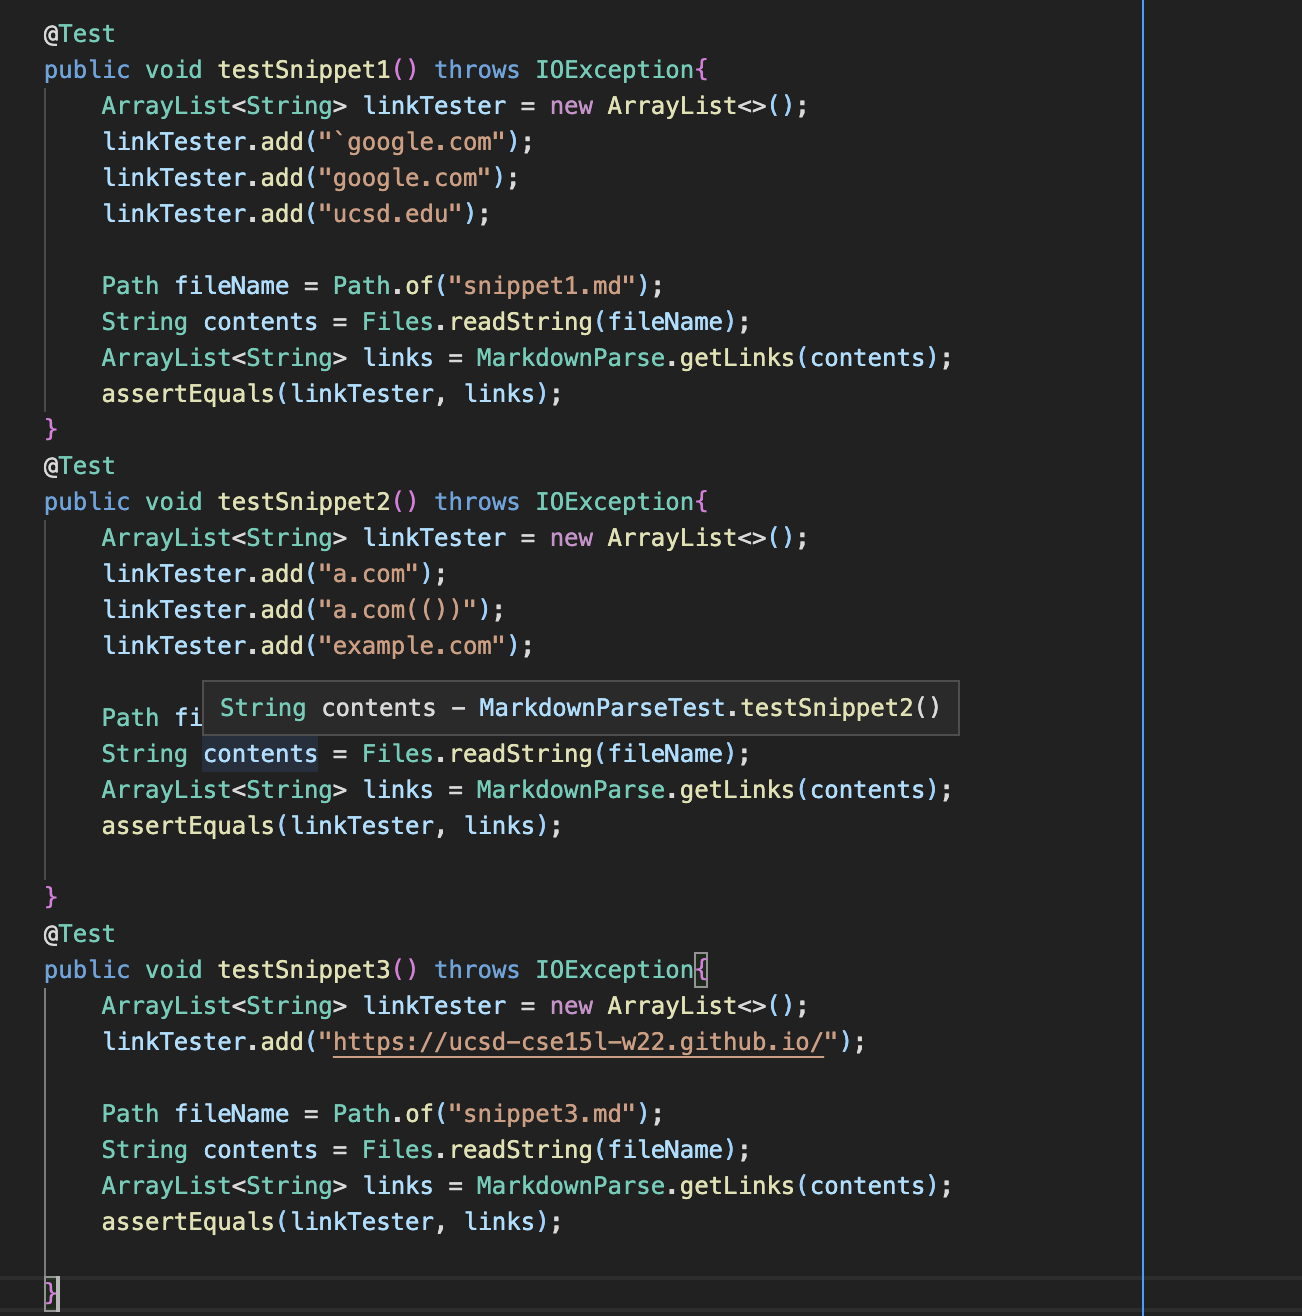 @Test
public void testSnippet1() throws IOException{
ArrayList<String> linkTester = new ArrayList<>();
linkTester.add("`google.com");
linkTester.add("google.com");
linkTester.add("ucsd.edu");
Path fileName = Path.of("snippet1.md");
String contents = Files.readString(fileName);
ArrayList<String> links = MarkdownParse.getLinks(contents);
assertEquals(linkTester, links);
}
@Test
public void testSnippet2() throws IOException{
ArrayList<String> linkTester = new ArrayList<>();
linkTester.add("a.com");
linkTester.add("a.com(())");
linkTester.add("example.com");
String contents – MarkdownParseTest.testSnippet2()
Path fi
String contents = Files.readString(fileName);
ArrayList<String> links = MarkdownParse.getLinks(contents);
assertEquals(linkTester, links);
}
@Test
public void testSnippet3() throws IOException{
ArrayList<String> linkTester = new ArrayList<>();
linkTester.add("https://ucsd-cse15l-w22.github.io/");
Path fileName = Path.of("snippet3.md");
String contents = Files.readString(fileName);
ArrayList<String> links = MarkdownParse.getLinks(contents);
assertEquals(linkTester, links);
}